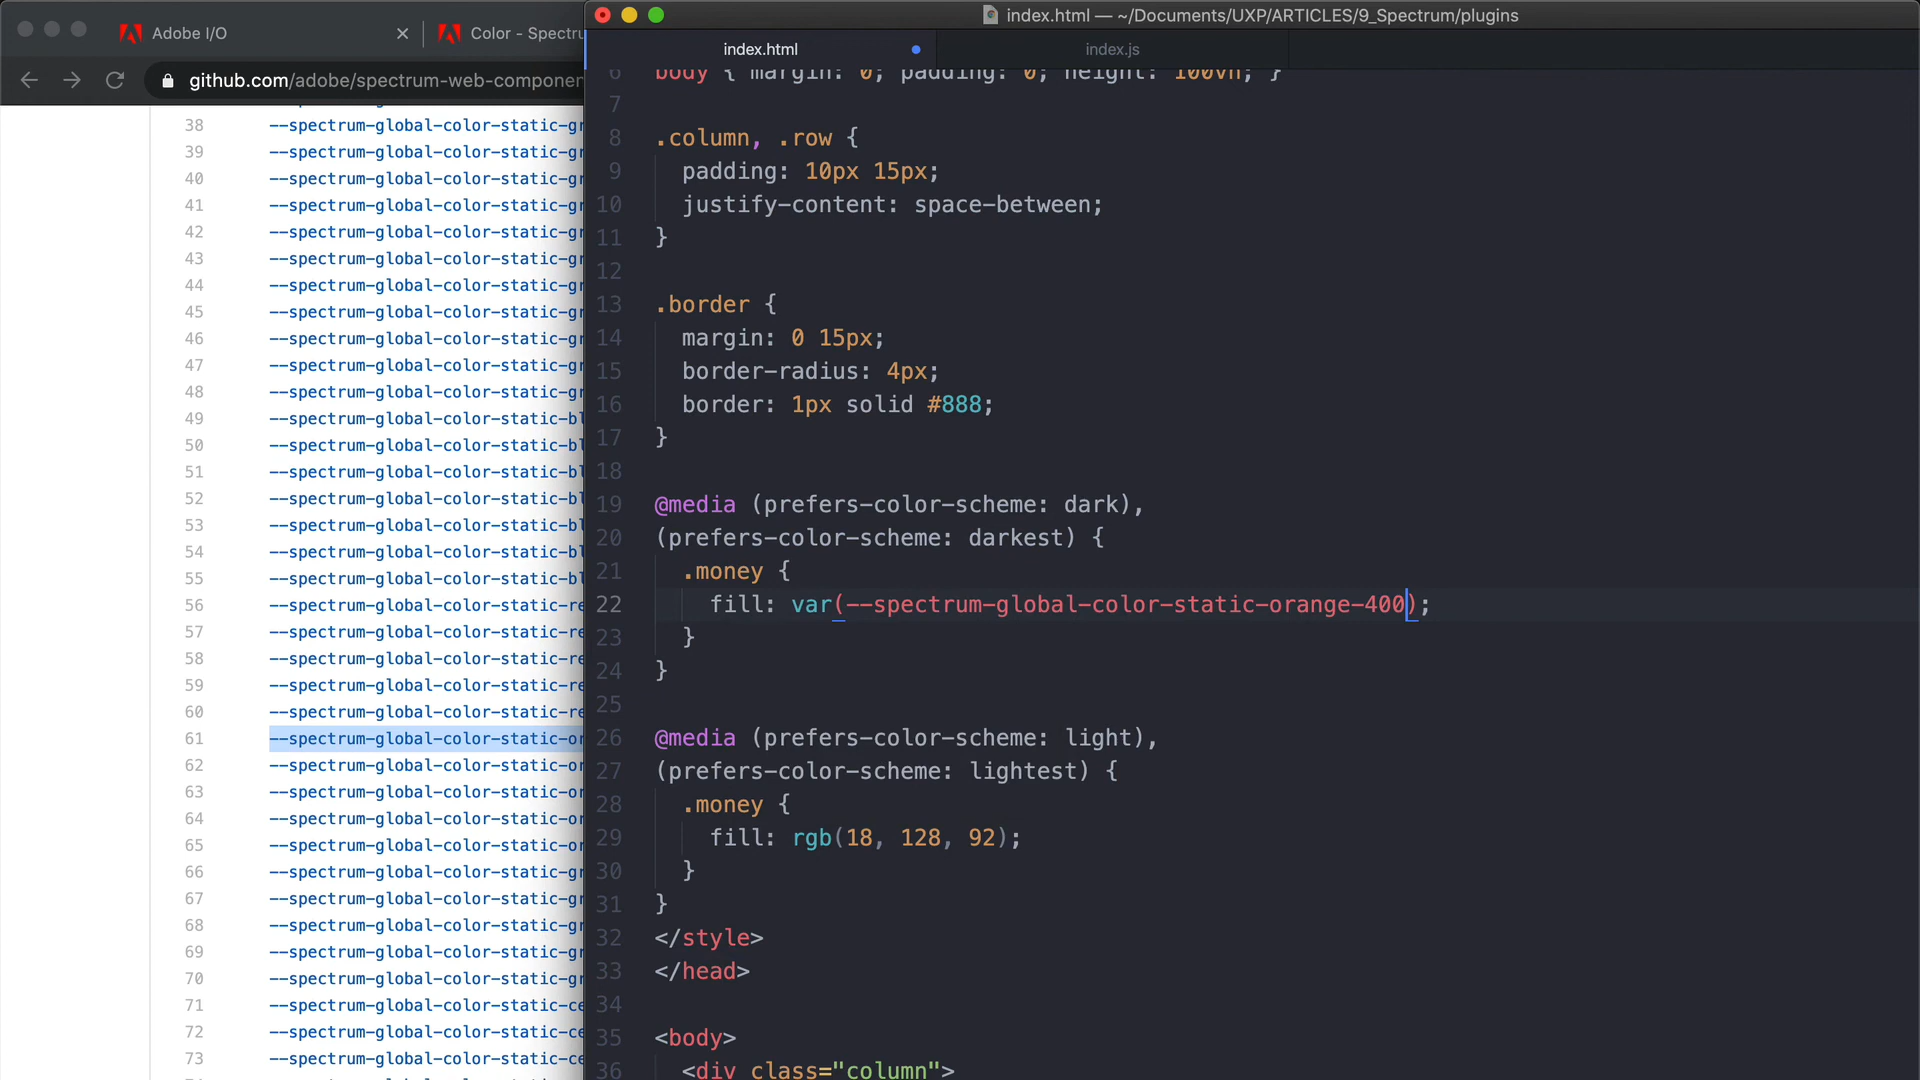 Adobe I/O
Color - Spectru
github.com/adobe/spectrum-web-componen
38 --spectrum-global-color-static-gr
39 --spectrum-global-color-static-gr
40 --spectrum-global-color-static-gr
41 --spectrum-global-color-static-gr
42 --spectrum-global-color-static-gr
43 --spectrum-global-color-static-gr
44 --spectrum-global-color-static-gr
45 --spectrum-global-color-static-gr
46 --spectrum-global-color-static-gr
47 --spectrum-global-color-static-gr
48 --spectrum-global-color-static-gr
49 --spectrum-global-color-static-bl
50 --spectrum-global-color-static-bl
51 --spectrum-global-color-static-bl
52 --spectrum-global-color-static-bl
53 --spectrum-global-color-static-bl
54 --spectrum-global-color-static-bl
55 --spectrum-global-color-static-bl
56 --spectrum-global-color-static-re
57 --spectrum-global-color-static-re
58 --spectrum-global-color-static-re
59 --spectrum-global-color-static-re
60 --spectrum-global-color-static-re
61 --spectrum-global-color-static-or
62 --spectrum-global-color-static-or
63 --spectrum-global-color-static-or
64 --spectrum-global-color-static-or
65 --spectrum-global-color-static-or
66 --spectrum-global-color-static-gr
67 --spectrum-global-color-static-gr
68 --spectrum-global-color-static-gr
69 --spectrum-global-color-static-gr
70 --spectrum-global-color-static-gr
71 --spectrum-global-color-static-ce
72 --spectrum-global-color-static-ce
73 --spectrum-global-color-static-ce
index.html — ~/Documents/UXP/ARTICLES/9_Spectrum/plugins
index.html
index.js
6 body { margin: 0; padding: 0; height: 100vh; }
7
8 .column, .row {
9 padding: 10px 15px;
10 justify-content: space-between;
11 }
12
13 .border {
14 margin: 0 15px;
15 border-radius: 4px;
16 border: 1px solid #888;
17 }
18
19 @media (prefers-color-scheme: dark),
20 (prefers-color-scheme: darkest) {
21 .money {
22 fill: var(--spectrum-global-color-static-orange-400);
23 }
24 }
25
26 @media (prefers-color-scheme: light),
27 (prefers-color-scheme: lightest) {
28 .money {
29 fill: rgb(18, 128, 92);
30 }
31 }
32 </style>
33 </head>
34
35 <body>
36 <div class="column">